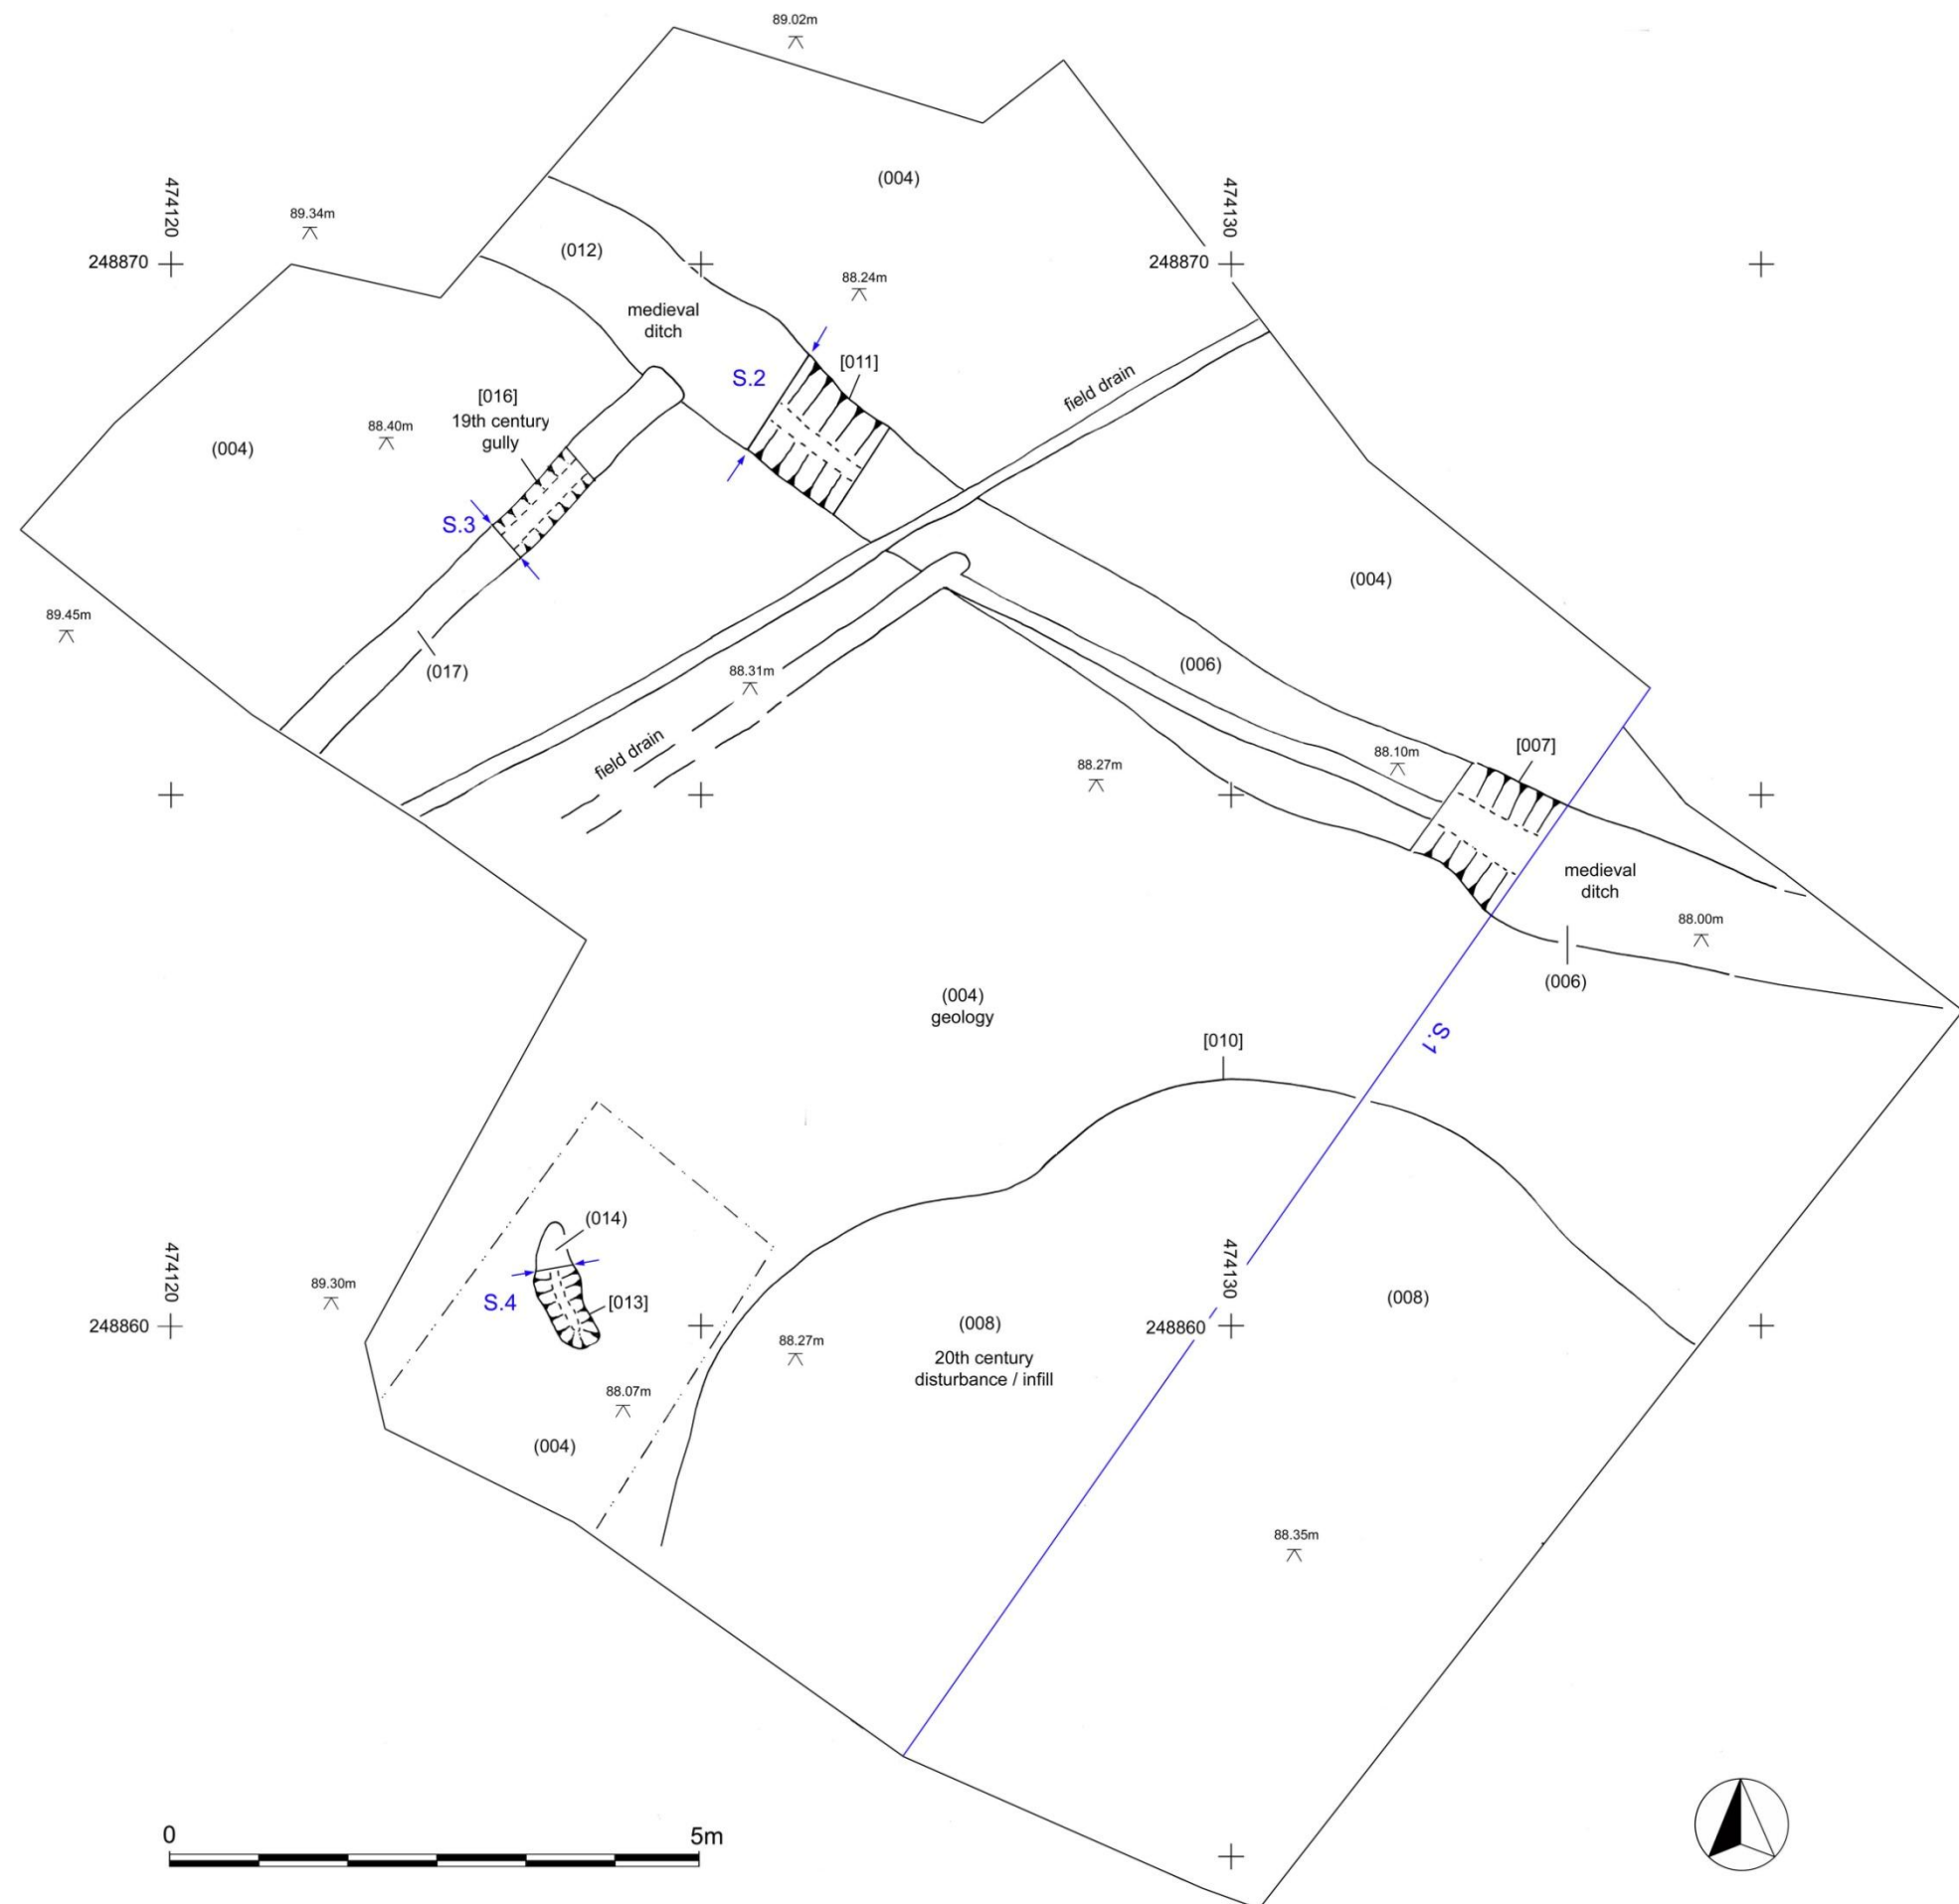 89.02m
474120
474130
(004)
89.34m
(012)
248870
248870
88.24m
medieval
ditch
[011]
S.2
field drain
[016]
19th century
gully
88.40m
(004)
S.3
(004)
89.45m
(006)
(017)
88.31m
field drain
[007]
88.10m
88.27m
medieval
ditch
88.00m
(006)
(004)
geology
S.1
[010]
(014)
474120
474130
89.30m
S.4
[013]
(008)
248860
(008)
248860
88.27m
20th century
disturbance / infill
88.07m
(004)
88.35m
0
5m